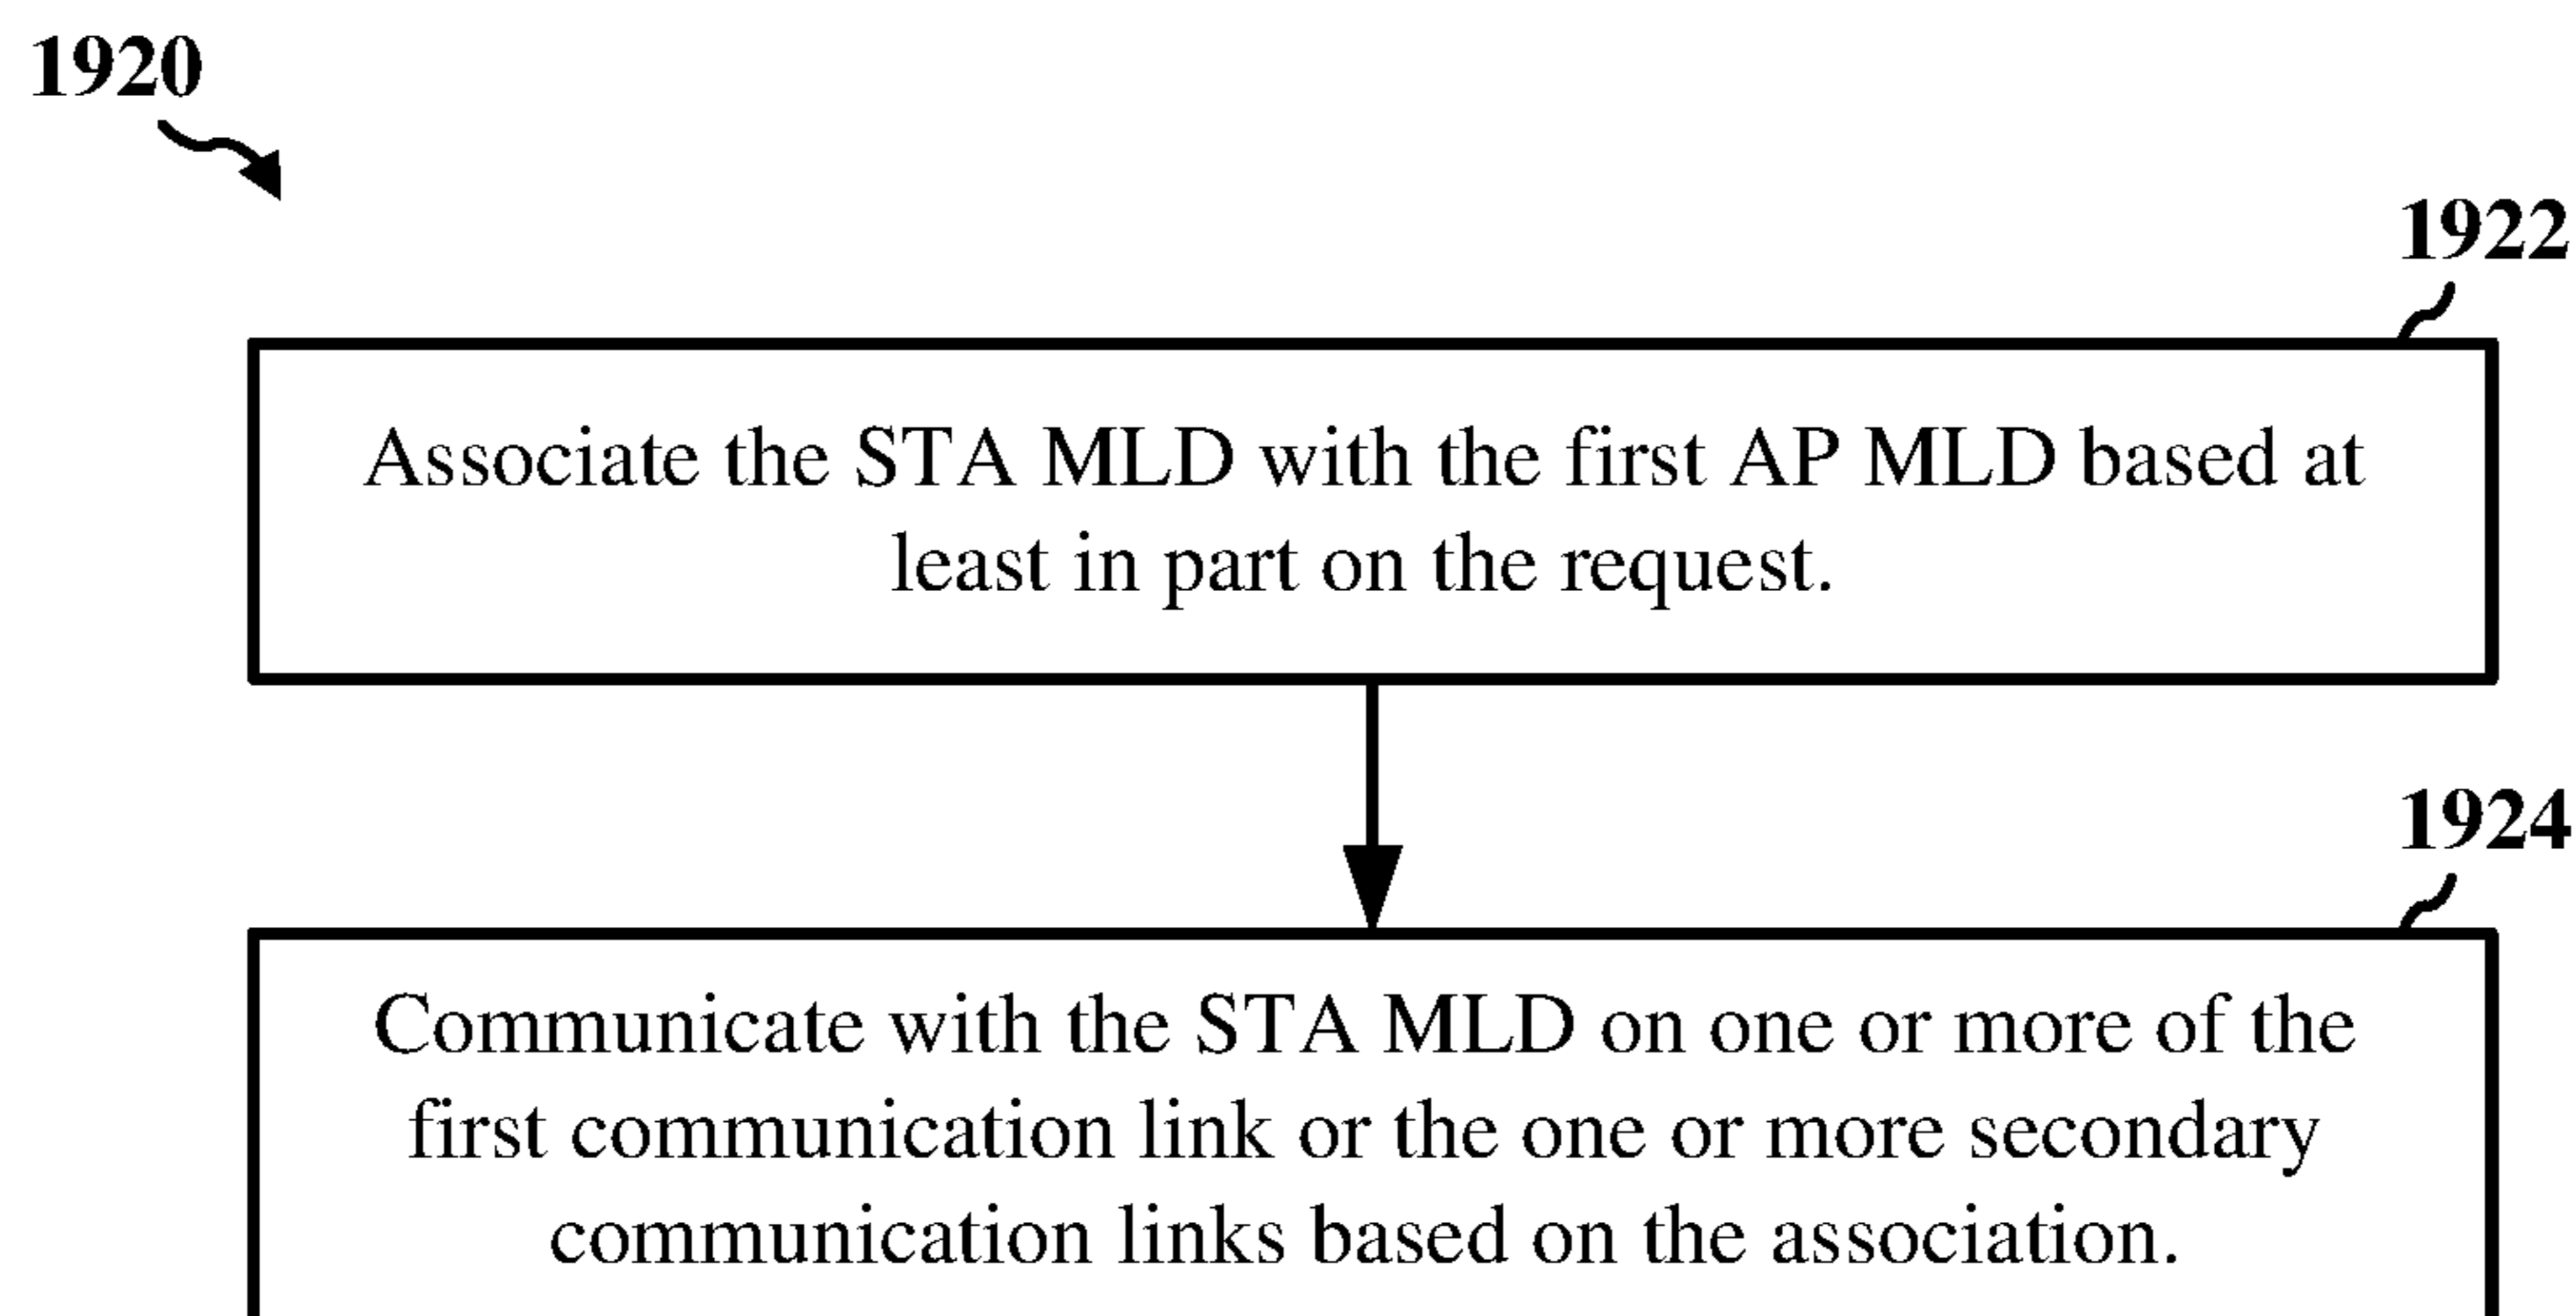 1920
1922
Associate the STA MLD with the first AP MLD based at
least in part on the request.
1924
Communicate with the STA MLD on one or more of the
first communication link or the one or more secondary
communication links based on the association.